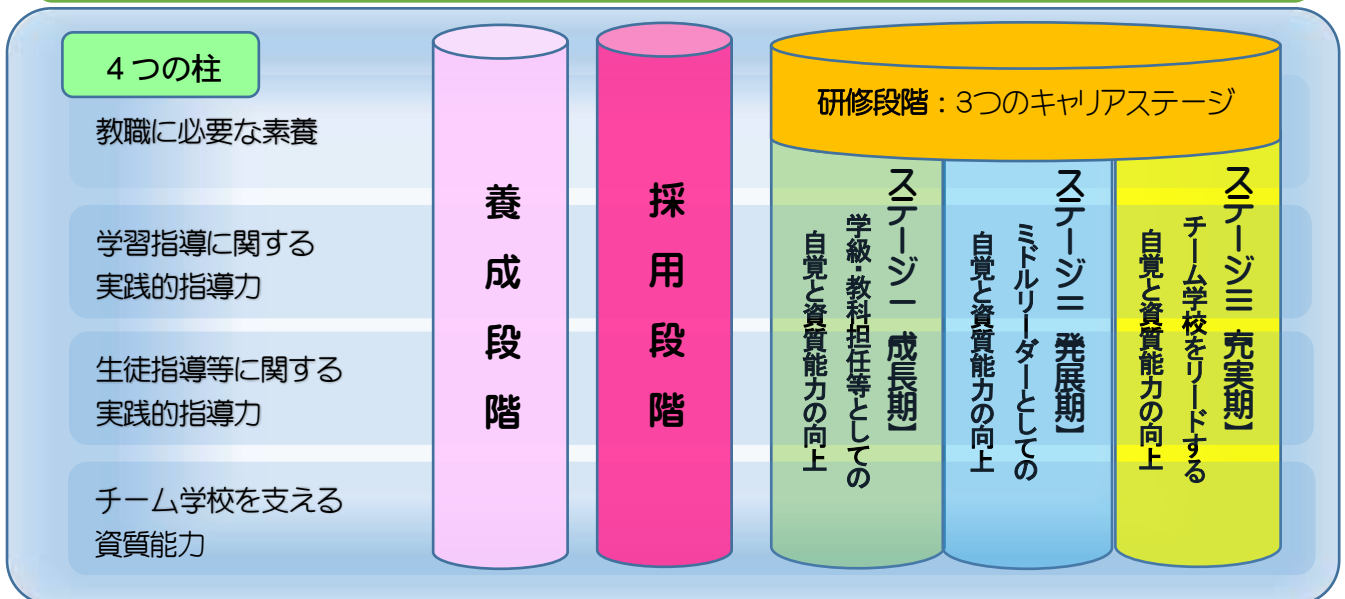 4つの柱
教職に必要な素養
学習指導に関する
実践的指導力
生徒指導等に関する
実践的指導力
チーム学校を支える
資質能力
養成段階
採用段階
研修段階:3つのキャリアステージ
ステージⅠ 成長期】
学級・教科担任等としての
自覚と資質能力の向上
ステージⅡ 発展期】
ミドルリーダーとしての
自覚と資質能力の向上
ステージⅢ 充実期】
チーム学校をリードする
自覚と資質能力の向上